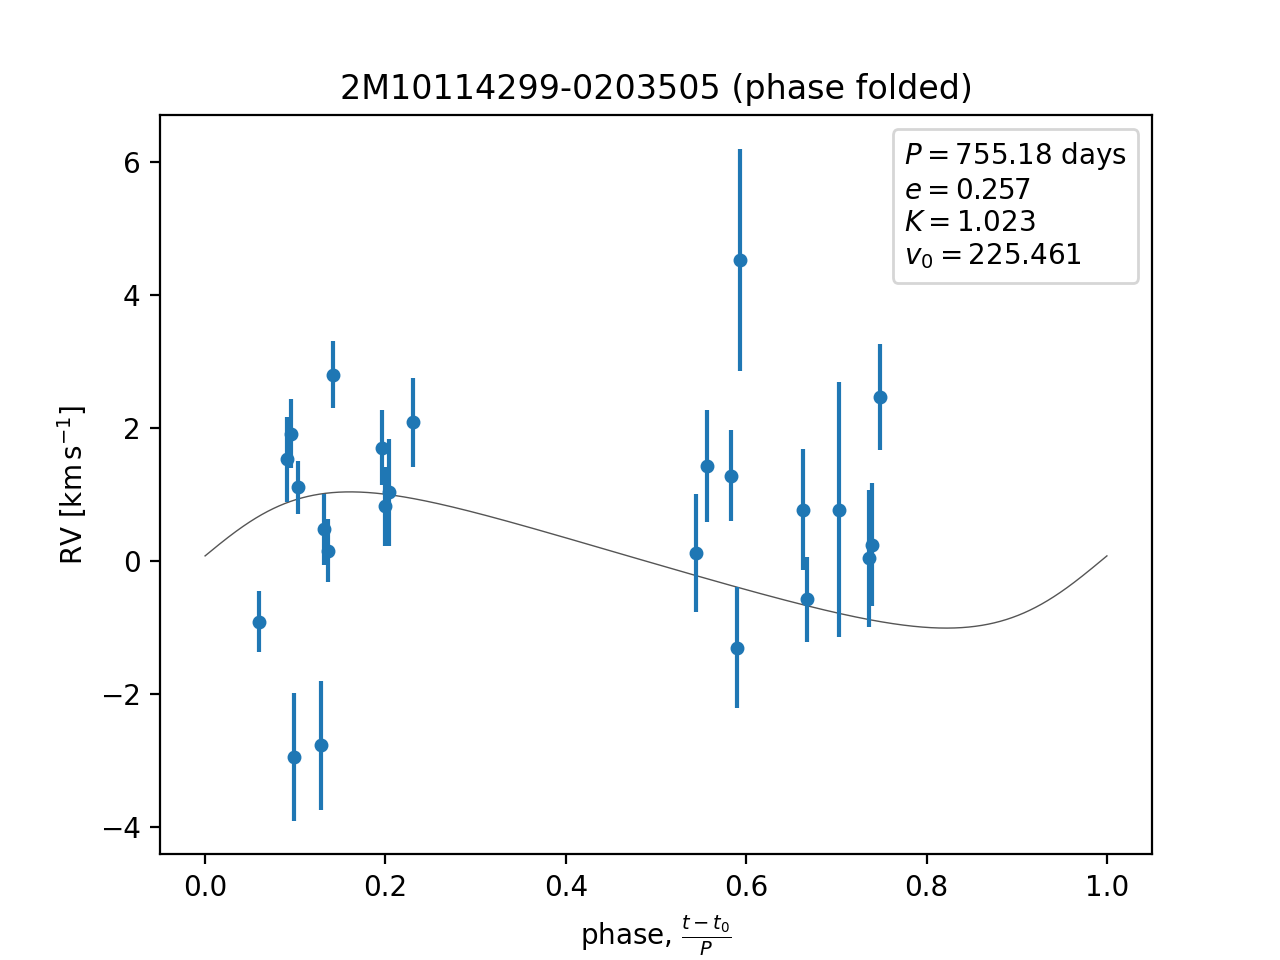 2M10114299-0203505 (phase folded)
P = 755.18 days
e = 0.257
K = 1.023
v₀ = 225.461
RV [km s⁻¹]
6
4
2
0
−2
−4
0.0 0.2 0.4 0.6 0.8 1.0
phase, (t − t₀)/P